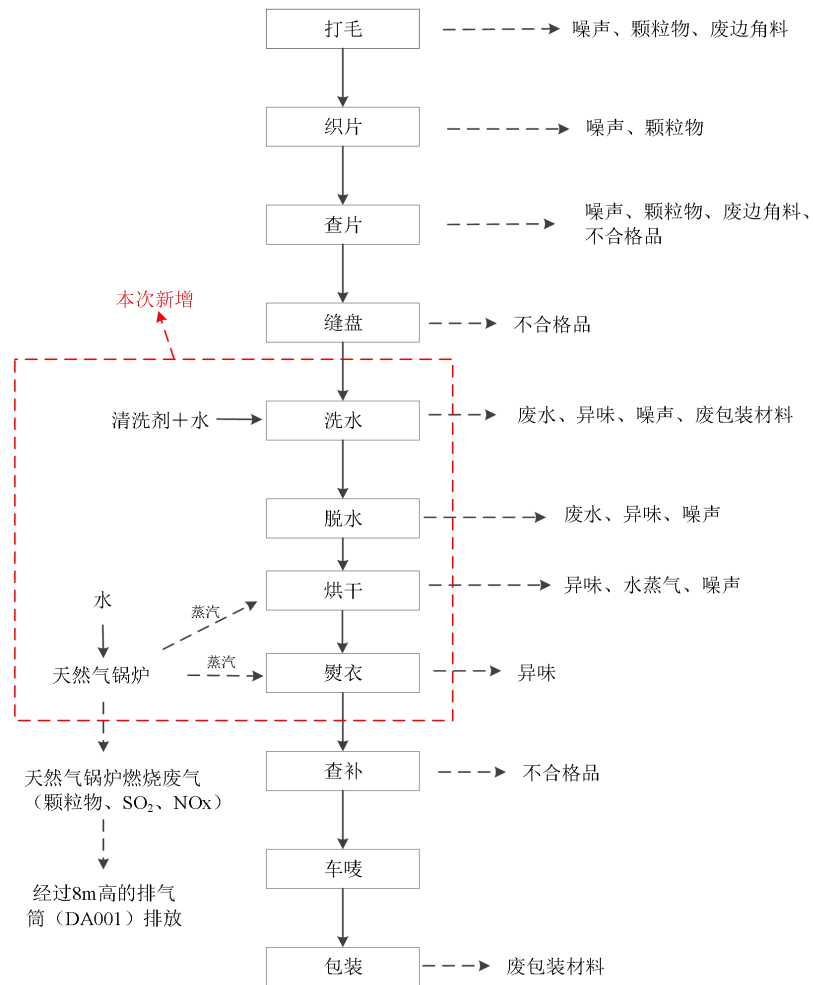 打毛
噪声、颗粒物、废边角料
织片
噪声、颗粒物
查片
噪声、颗粒物、废边角料、
不合格品
本次新增
缝盘
不合格品
清洗剂＋水
洗水
废水、异味、噪声、废包装材料
脱水
废水、异味、噪声
水
蒸汽
烘干
异味、水蒸气、噪声
天然气锅炉
蒸汽
熨衣
异味
查补
不合格品
天然气锅炉燃烧废气
（颗粒物、SO₂、NOx）
车唛
经过8m高的排气
筒（DA001）排放
包装
废包装材料